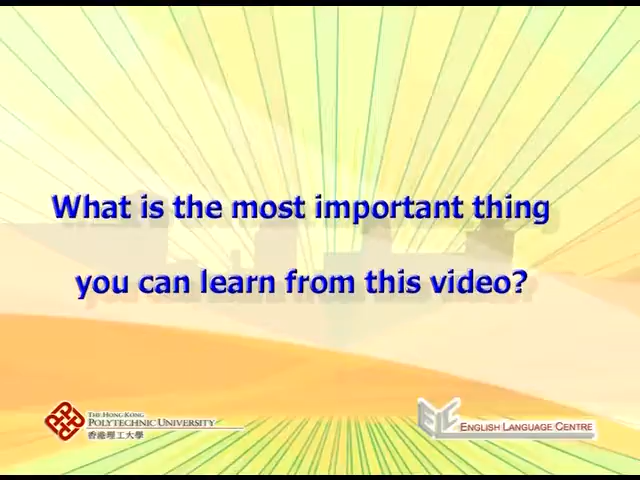 What is the most important thing
you can learn from this video?
THE HONG KONG
POLYTECHNIC UNIVERSITY
香港理工大學
ELC
ENGLISH LANGUAGE CENTRE